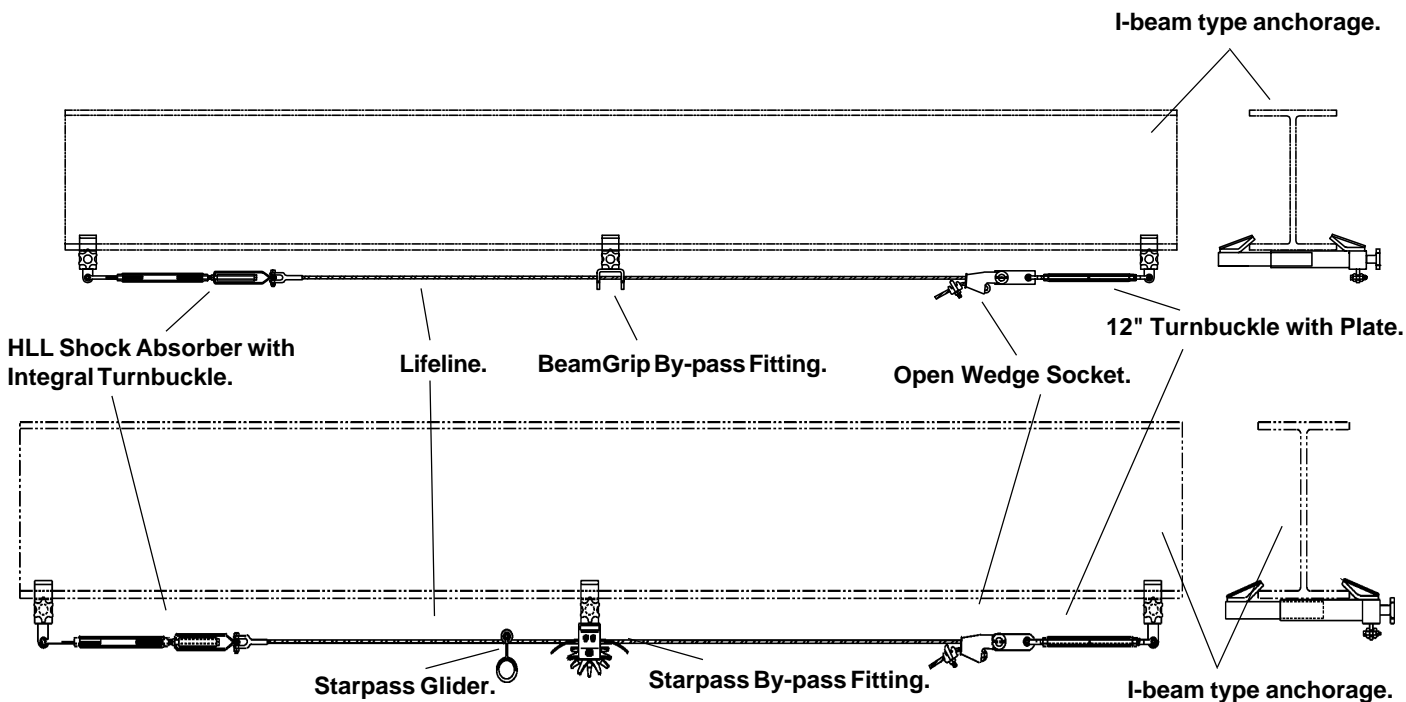 I-beam type anchorage.
HLL Shock Absorber with
Integral Turnbuckle.
Lifeline.
BeamGrip By-pass Fitting.
Open Wedge Socket.
12" Turnbuckle with Plate.
Starpass Glider.
Starpass By-pass Fitting.
I-beam type anchorage.